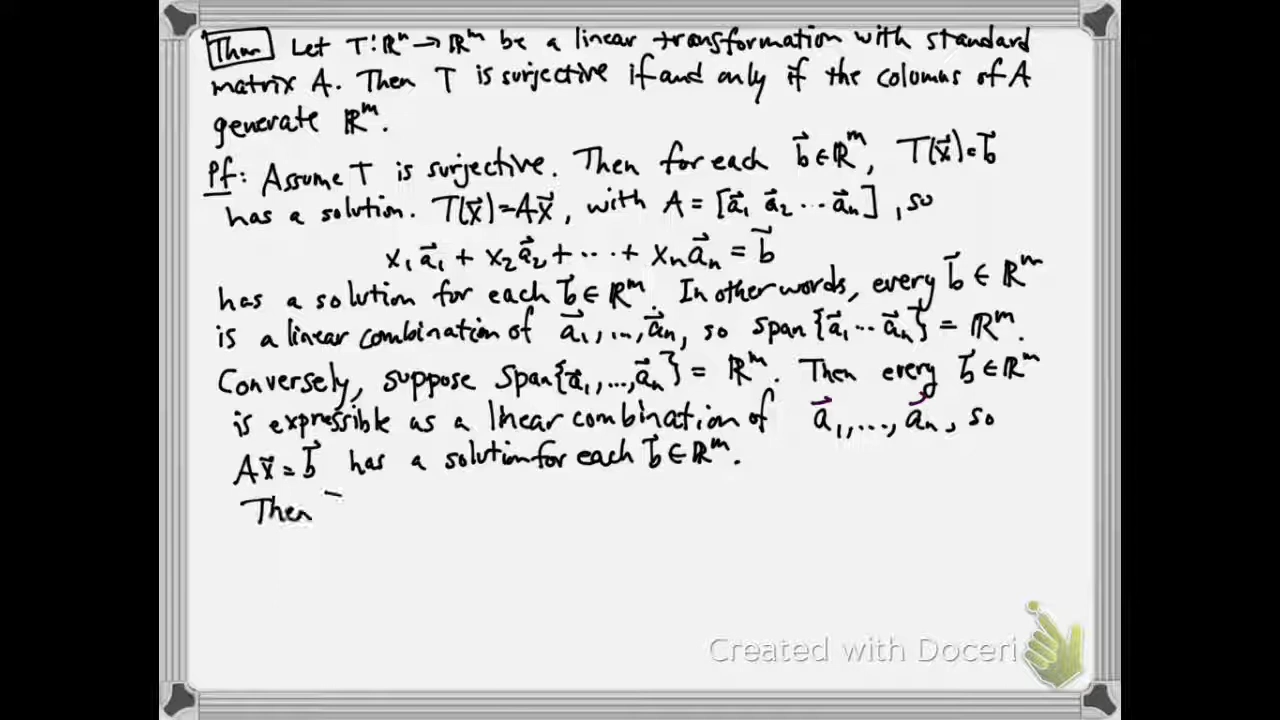 Thm Let T:ℝⁿ→ℝᵐ be a linear transformation with standard
matrix A. Then T is surjective if and only if the columns of A
generate ℝᵐ.
Pf: Assume T is surjective. Then for each b⃗∈ℝᵐ, T(x⃗)=b⃗
has a solution. T(x⃗)=Ax⃗, with A=[a⃗₁ a⃗₂ ⋯ a⃗ₙ], so
x₁a⃗₁ + x₂a⃗₂ + ⋯ + xₙa⃗ₙ = b⃗
has a solution for each b⃗∈ℝᵐ. In other words, every b⃗∈ℝᵐ
is a linear combination of a⃗₁,...,a⃗ₙ, so span{a⃗₁⋯a⃗ₙ} = ℝᵐ.
Conversely, suppose span{a⃗₁,...,a⃗ₙ} = ℝᵐ. Then every b⃗∈ℝᵐ
is expressible as a linear combination of a⃗₁,...,a⃗ₙ, so
Ax⃗=b⃗ has a solution for each b⃗∈ℝᵐ.
Then
Created with Doceri